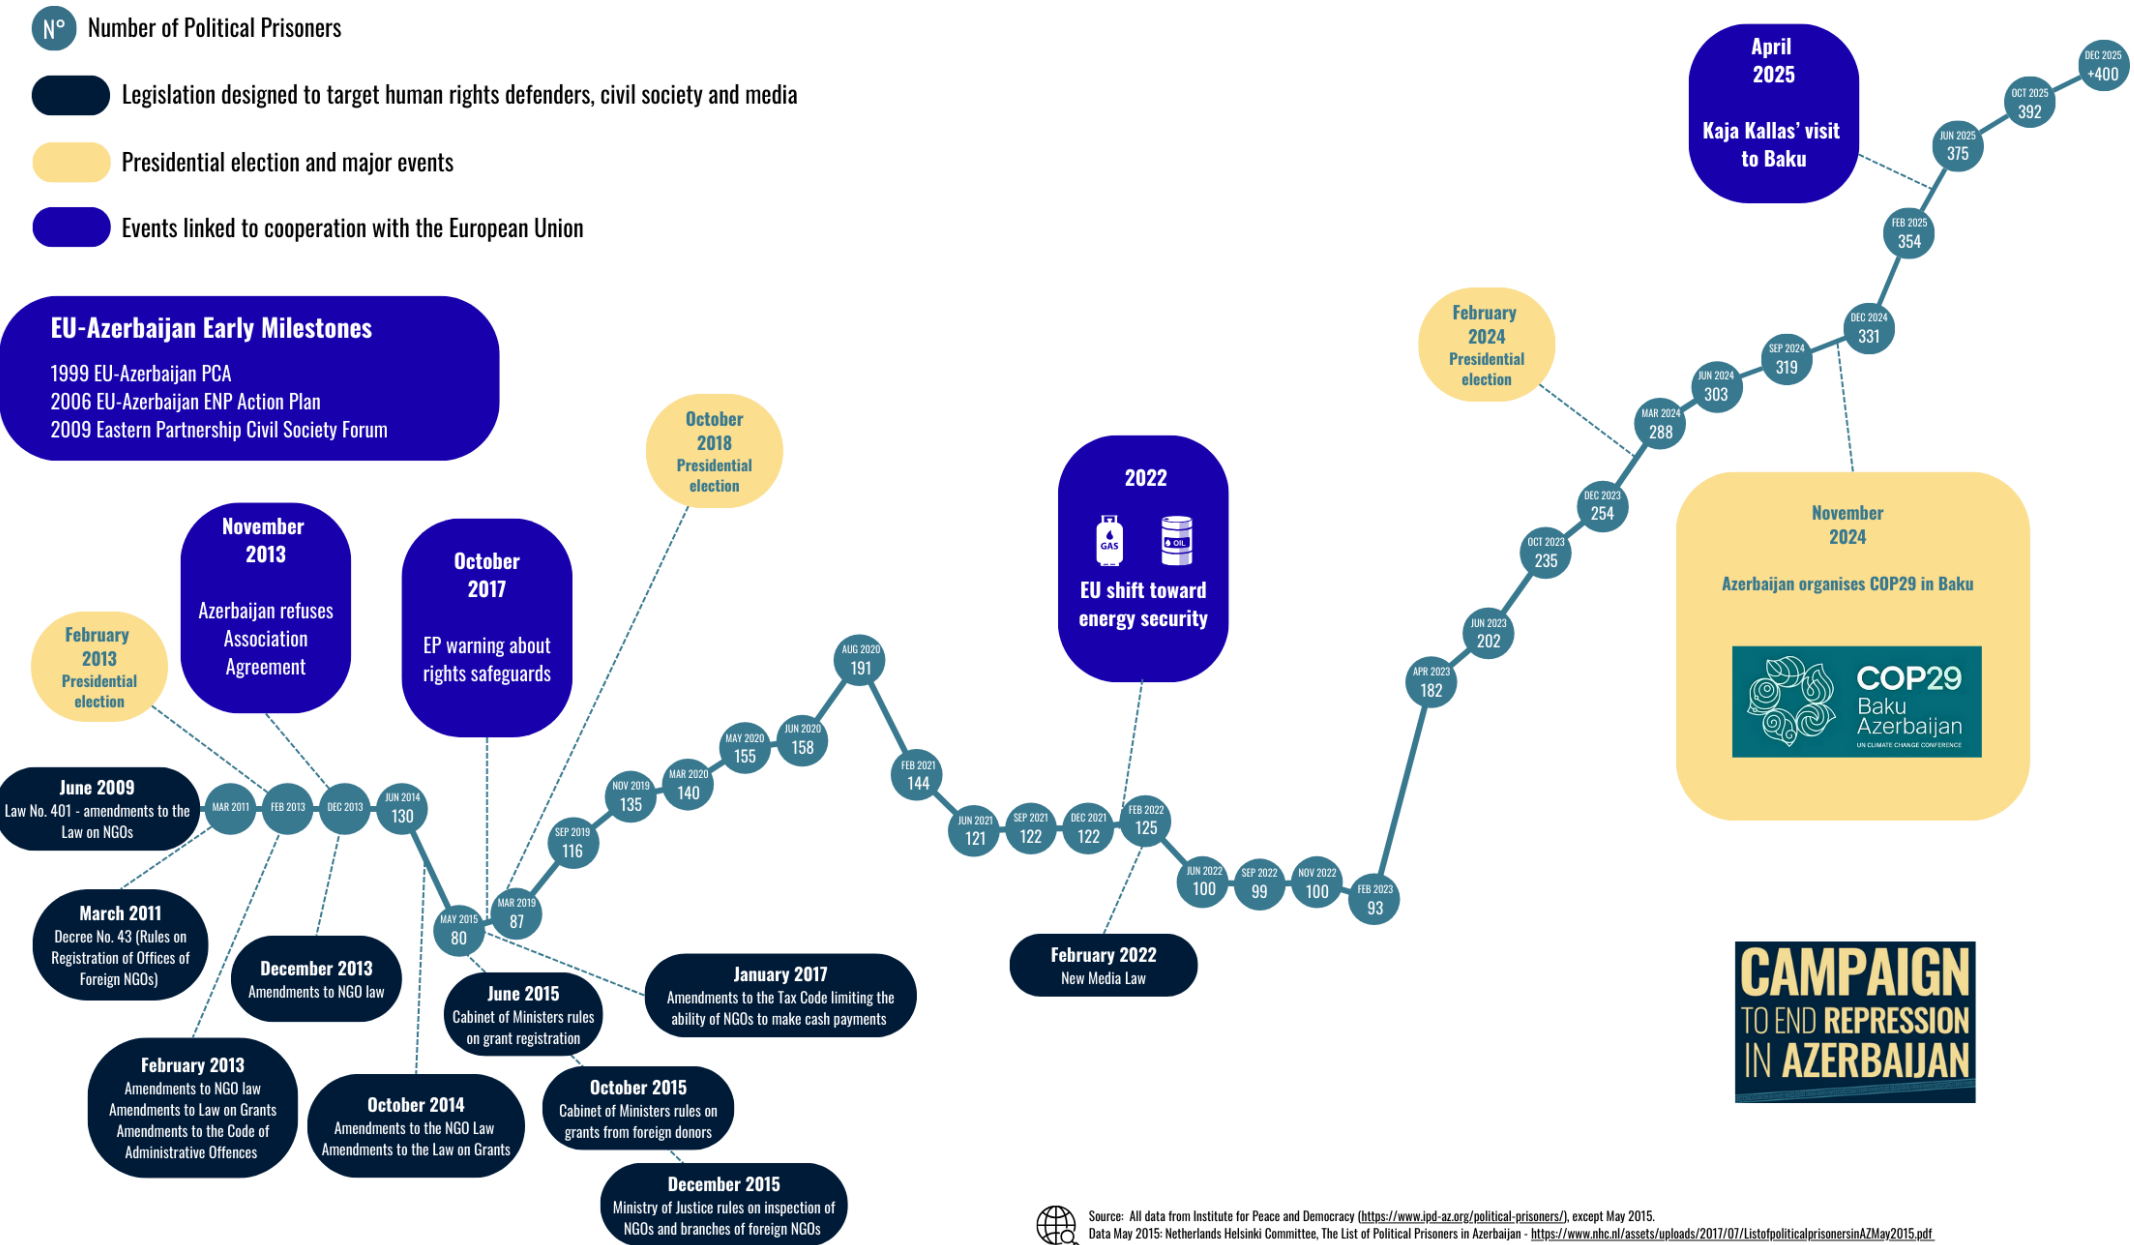 N°
Number of Political Prisoners
Legislation designed to target human rights defenders, civil society and media
Presidential election and major events
Events linked to cooperation with the European Union
EU-Azerbaijan Early Milestones
1999 EU-Azerbaijan PCA
2006 EU-Azerbaijan ENP Action Plan
2009 Eastern Partnership Civil Society Forum
February
2013
Presidential
election
November
2013
Azerbaijan refuses
Association
Agreement
October
2017
EP warning about
rights safeguards
October
2018
Presidential
election
2022
GAS
OIL
EU shift toward
energy security
February
2024
Presidential
election
April
2025
Kaja Kallas’ visit
to Baku
November
2024
Azerbaijan organises COP29 in Baku
COP29
Baku
Azerbaijan
UN CLIMATE CHANGE CONFERENCE
June 2009
Law No. 401 - amendments to the
Law on NGOs
MAR 2011
FEB 2013
DEC 2013
JUN 2014
130
MAY 2015
80
MAR 2019
87
SEP 2019
116
NOV 2019
135
MAR 2020
140
MAY 2020
155
JUN 2020
158
AUG 2020
191
FEB 2021
144
JUN 2021
121
SEP 2021
122
DEC 2021
122
FEB 2022
125
JUN 2022
100
SEP 2022
99
NOV 2022
100
FEB 2023
93
APR 2023
182
JUN 2023
202
OCT 2023
235
DEC 2023
254
MAR 2024
288
JUN 2024
303
SEP 2024
319
DEC 2024
331
FEB 2025
354
JUN 2025
375
OCT 2025
392
DEC 2025
+400
March 2011
Decree No. 43 (Rules on
Registration of Offices of
Foreign NGOs)
February 2013
Amendments to NGO law
Amendments to Law on Grants
Amendments to the Code of
Administrative Offences
December 2013
Amendments to NGO law
October 2014
Amendments to the NGO Law
Amendments to the Law on Grants
June 2015
Cabinet of Ministers rules
on grant registration
October 2015
Cabinet of Ministers rules on
grants from foreign donors
December 2015
Ministry of Justice rules on inspection of
NGOs and branches of foreign NGOs
January 2017
Amendments to the Tax Code limiting the
ability of NGOs to make cash payments
February 2022
New Media Law
CAMPAIGN
TO END REPRESSION
IN AZERBAIJAN
Source: All data from Institute for Peace and Democracy (https://www.ipd-az.org/political-prisoners/), except May 2015.
Data May 2015: Netherlands Helsinki Committee, The List of Political Prisoners in Azerbaijan - https://www.nhc.nl/assets/uploads/2017/07/ListofpoliticalprisonersinAZMay2015.pdf